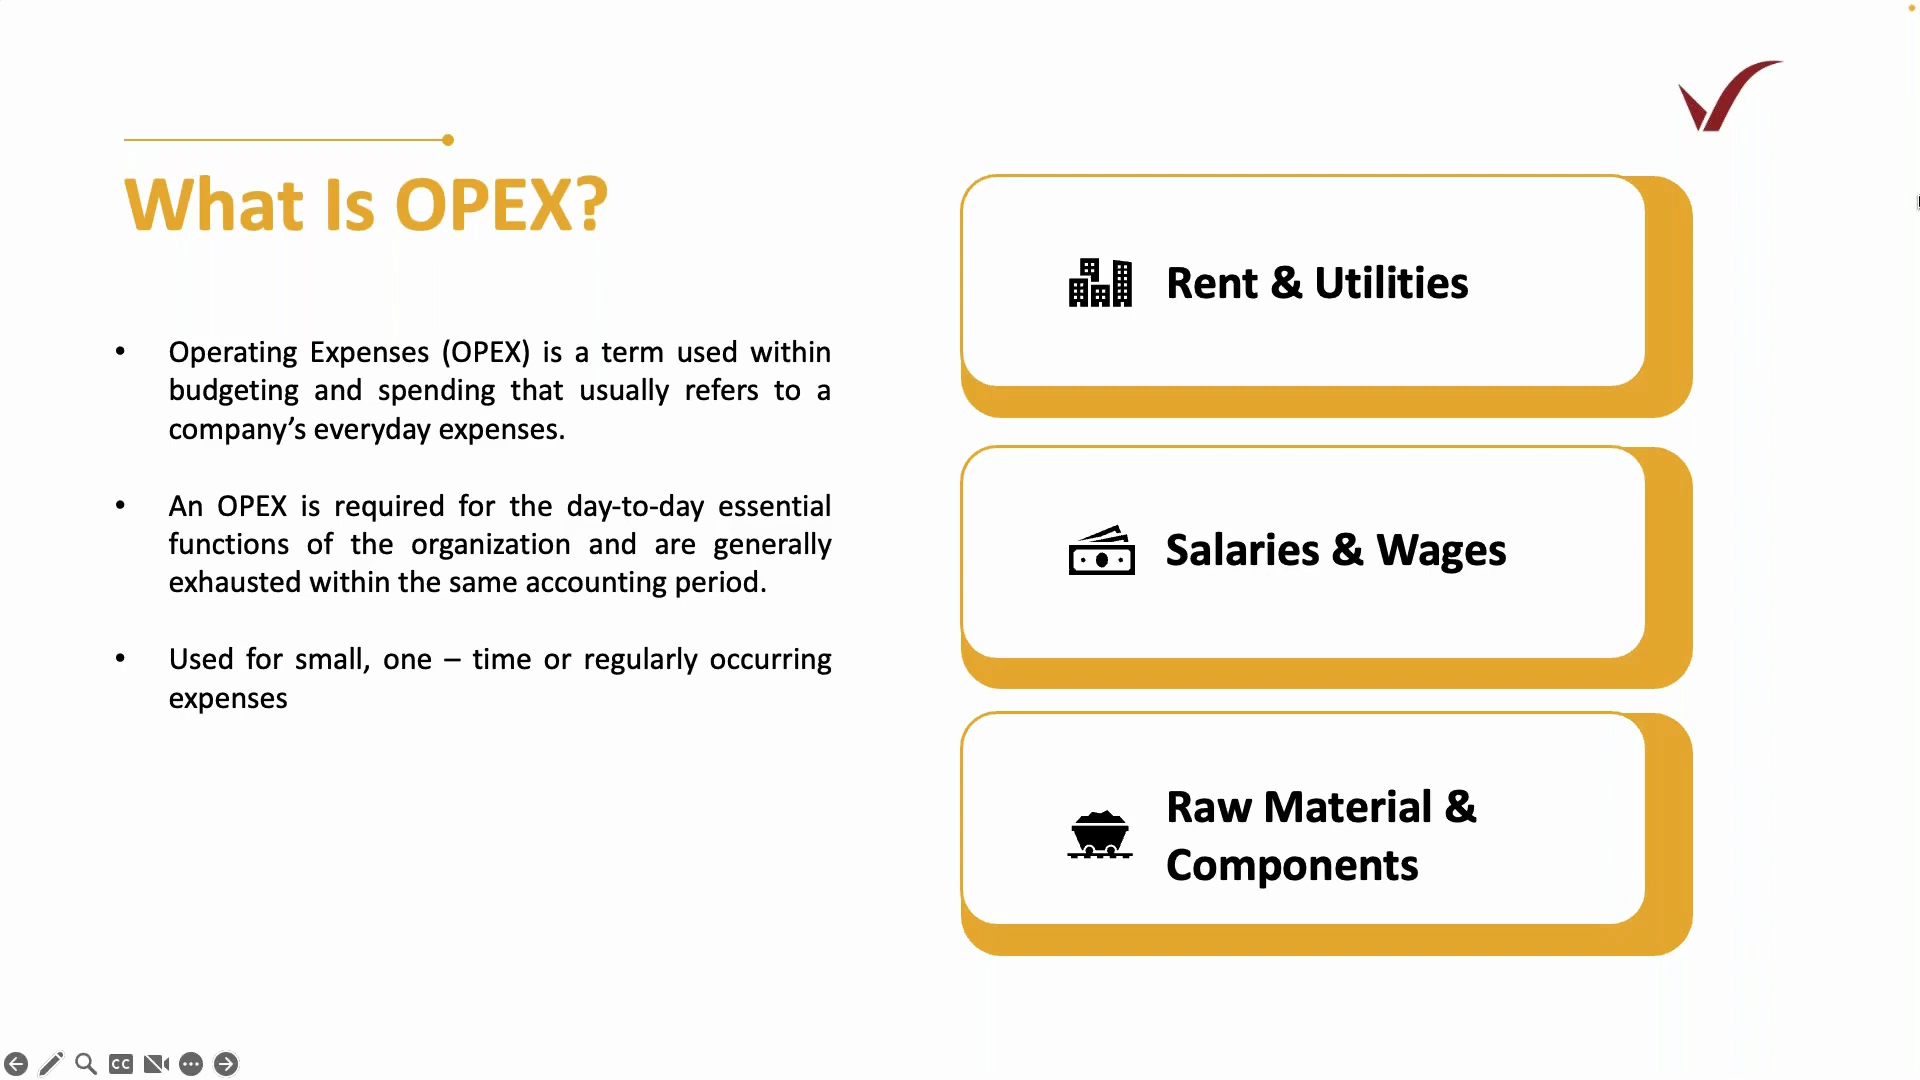 What Is OPEX?
• Operating Expenses (OPEX) is a term used within
budgeting and spending that usually refers to a
company’s everyday expenses.
• An OPEX is required for the day-to-day essential
functions of the organization and are generally
exhausted within the same accounting period.
• Used for small, one – time or regularly occurring
expenses
Rent & Utilities
Salaries & Wages
Raw Material &
Components
CC